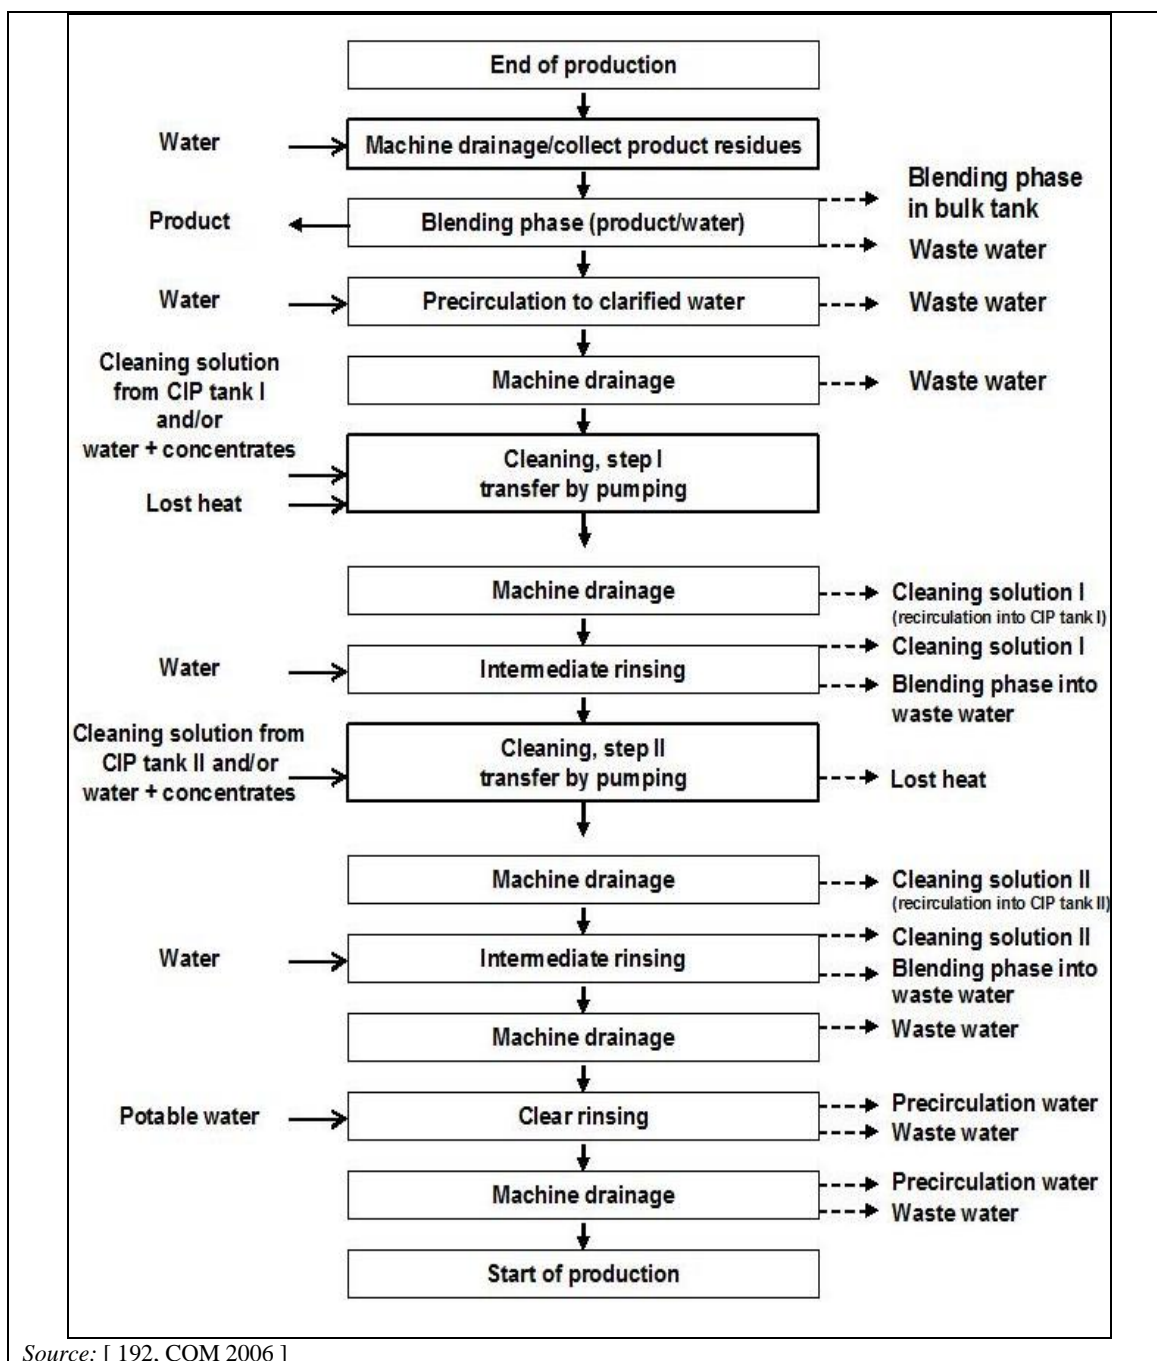 End of production
Water
Machine drainage/collect product residues
Product
Blending phase (product/water)
Blending phase
in bulk tank
Waste water
Water
Precirculation to clarified water
Waste water
Cleaning solution
from CIP tank I
and/or
water + concentrates
Machine drainage
Waste water
Lost heat
Cleaning, step I
transfer by pumping
Machine drainage
Cleaning solution I
(recirculation into CIP tank I)
Water
Intermediate rinsing
Cleaning solution I
Blending phase into
waste water
Cleaning solution from
CIP tank II and/or
water + concentrates
Cleaning, step II
transfer by pumping
Lost heat
Machine drainage
Cleaning solution II
(recirculation into CIP tank II)
Water
Intermediate rinsing
Cleaning solution II
Blending phase into
waste water
Machine drainage
Waste water
Potable water
Clear rinsing
Precirculation water
Waste water
Machine drainage
Precirculation water
Waste water
Start of production
Source: [ 192, COM 2006 ]